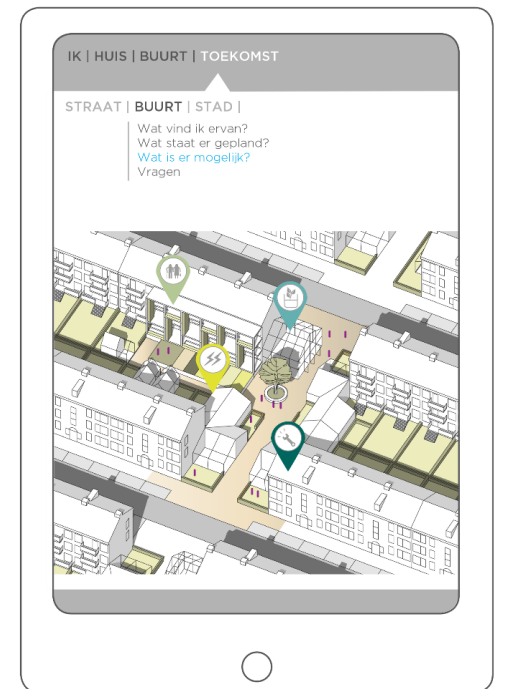 IK | HUIS | BUURT | TOEKOMST
STRAAT | BUURT | STAD |
Wat vind ik ervan?
Wat staat er gepland?
Wat is er mogelijk?
Vragen